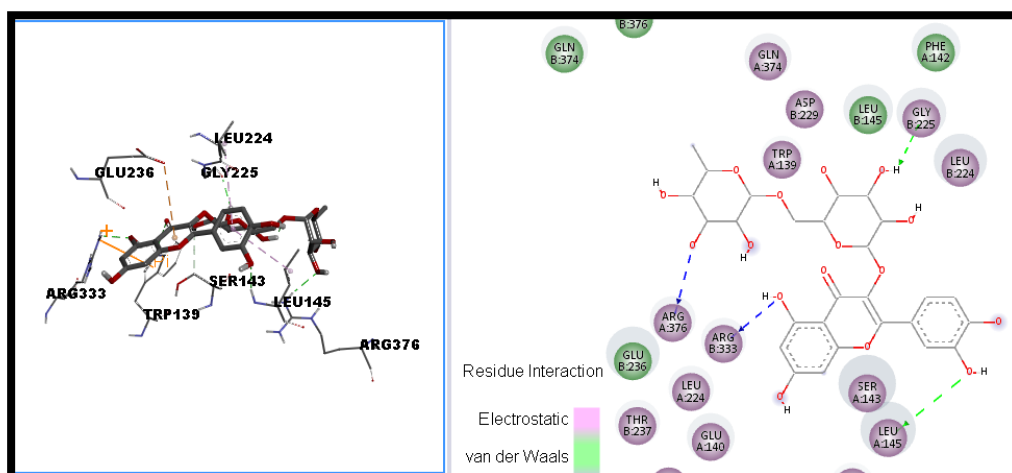 LEU224
GLU236
GLY225
ARG333
SER143
TRP139
LEU145
ARG376
B:376
GLN
B:374
GLN
A:374
PHE
A:142
ASP
B:229
LEU
B:145
GLY
B:225
TRP
A:139
LEU
B:224
O
H
O
O
O
O
O
H
O
H
O
H
O
O
H
O
O
H
O
O
H
O
ARG
A:376
ARG
B:333
GLU
B:236
Residue Interaction
LEU
A:224
SER
A:143
O
H
O
H
Electrostatic
THR
B:237
GLU
A:140
LEU
A:145
van der Waals